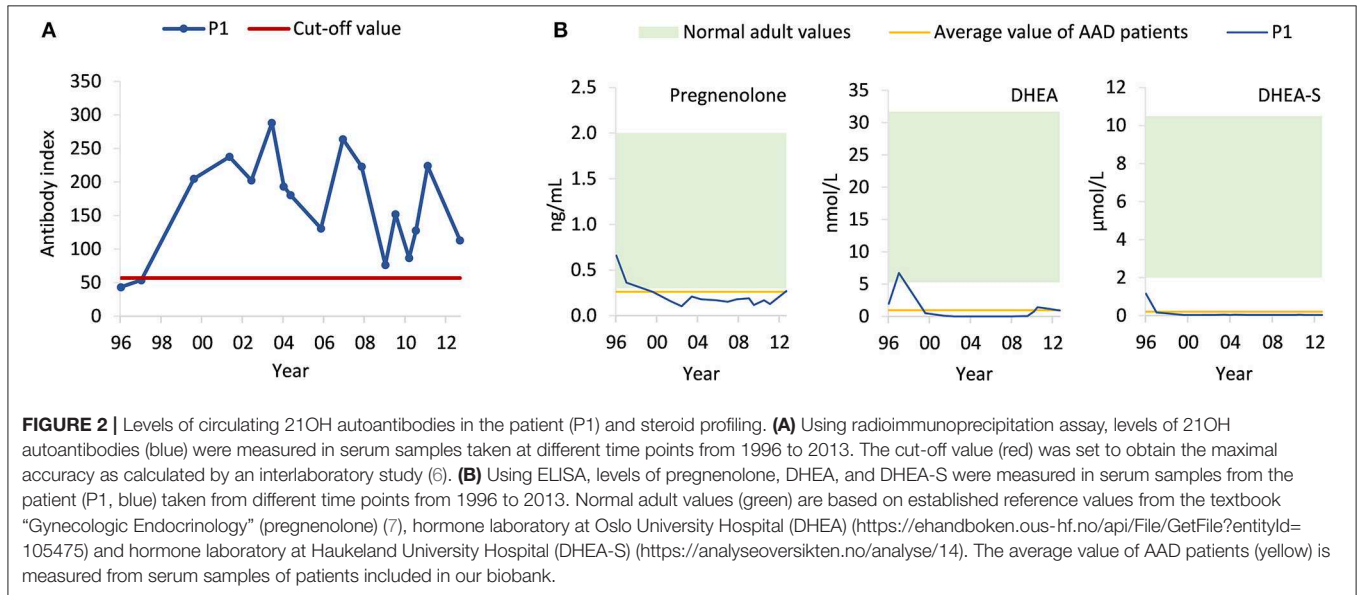 A
P1
Cut-off value
350
300
250
200
150
100
50
0
Antibody index
96
98
00
02
04
06
08
10
12
Year
B
Normal adult values
Average value of AAD patients
P1
Pregnenolone
2.5
2.0
1.5
1.0
0.5
0.0
ng/mL
96
00
04
08
12
Year
DHEA
35
30
25
20
15
10
5
0
nmol/L
96
00
04
08
12
Year
DHEA-S
12
10
8
6
4
2
0
µmol/L
96
00
04
08
12
Year
FIGURE 2 | Levels of circulating 21OH autoantibodies in the patient (P1) and steroid profiling. (A) Using radioimmunoprecipitation assay, levels of 21OH
autoantibodies (blue) were measured in serum samples taken at different time points from 1996 to 2013. The cut-off value (red) was set to obtain the maximal
accuracy as calculated by an interlaboratory study (6). (B) Using ELISA, levels of pregnenolone, DHEA, and DHEA-S were measured in serum samples from the
patient (P1, blue) taken from different time points from 1996 to 2013. Normal adult values (green) are based on established reference values from the textbook
“Gynecologic Endocrinology” (pregnenolone) (7), hormone laboratory at Oslo University Hospital (DHEA) (https://ehandboken.ous-hf.no/api/File/GetFile?entityId=
105475) and hormone laboratory at Haukeland University Hospital (DHEA-S) (https://analyseoversikten.no/analyse/14). The average value of AAD patients (yellow) is
measured from serum samples of patients included in our biobank.